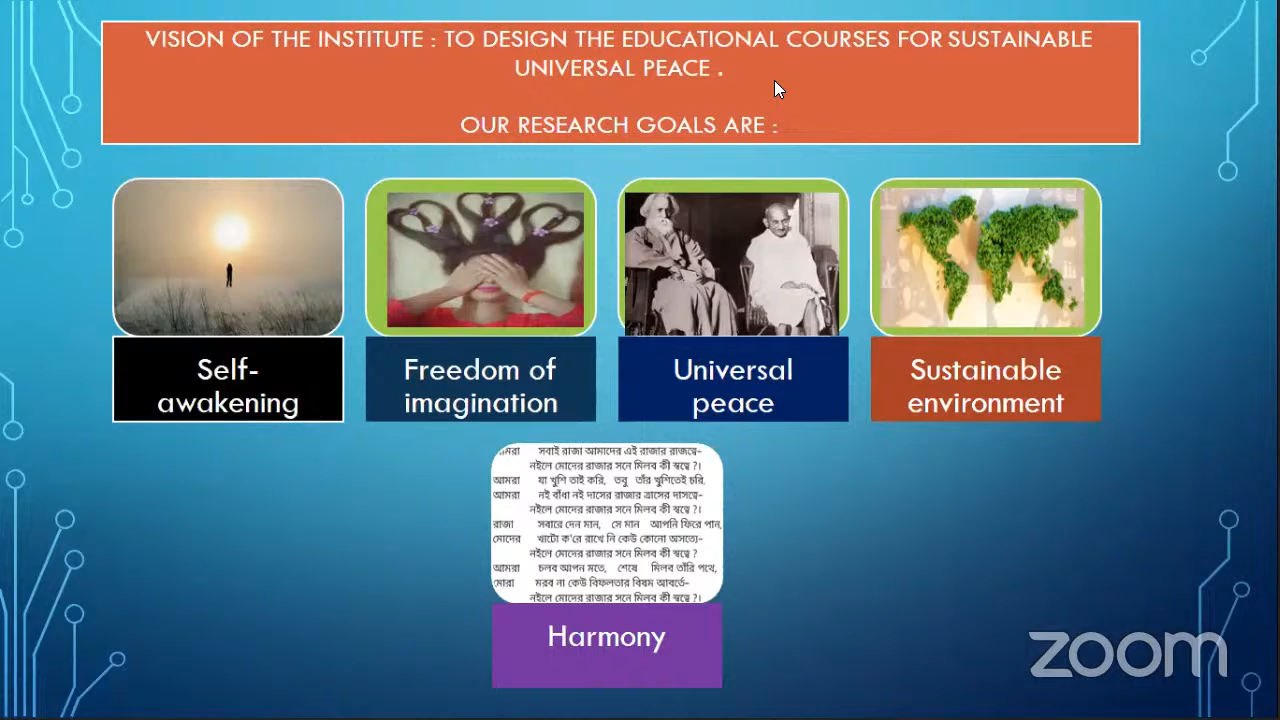 VISION OF THE INSTITUTE : TO DESIGN THE EDUCATIONAL COURSES FOR SUSTAINABLE
UNIVERSAL PEACE .
OUR RESEARCH GOALS ARE :
Self-
awakening
Freedom of
imagination
Universal
peace
Sustainable
environment
সবাই রাজা আমাদের এই রাজার রাজত্বে–
নইলে মোদের রাজার সনে মিলব কী স্বত্বে ?।
আমরা যা খুশি তাই করি, তবু তাঁর খুশিতেই চরি,
আমরা নই বাঁধা নই দাসের রাজার ত্রাসের দাসত্বে–
নইলে মোদের রাজার সনে মিলব কী স্বত্বে ?।
রাজা সবারে দেন মান, সে মান আপনি ফিরে পান,
মোদের খাটো ক'রে রাখে নি কেউ কোনো অসত্যে–
নইলে মোদের রাজার সনে মিলব কী স্বত্বে ?
আমরা চলব আপন মতে, শেষে মিলব তাঁরি পথে,
মোরা মরব না কেউ বিফলতার বিষম আবর্তে–
নইলে মোদের রাজার সনে মিলব কী স্বত্বে ?।
Harmony
zoom